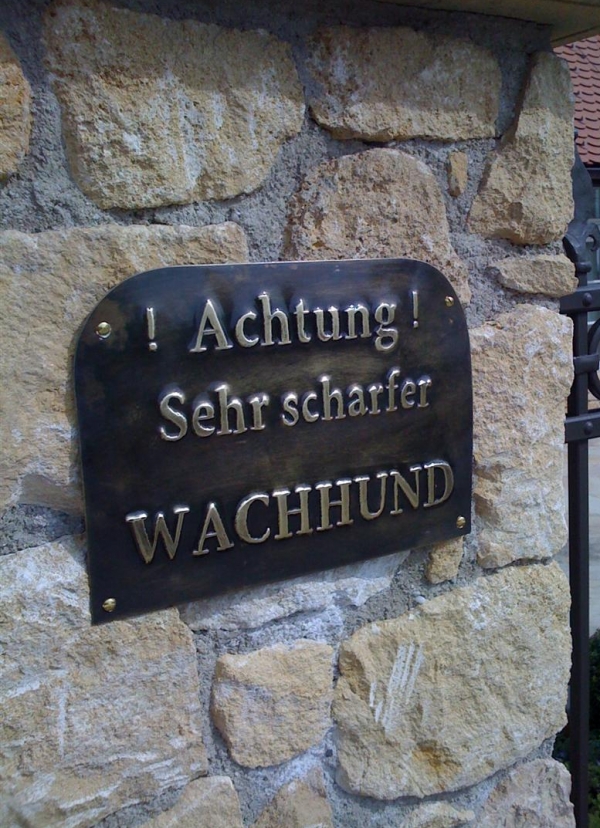 ! Achtung !
Sehr scharfer
WACHHUND